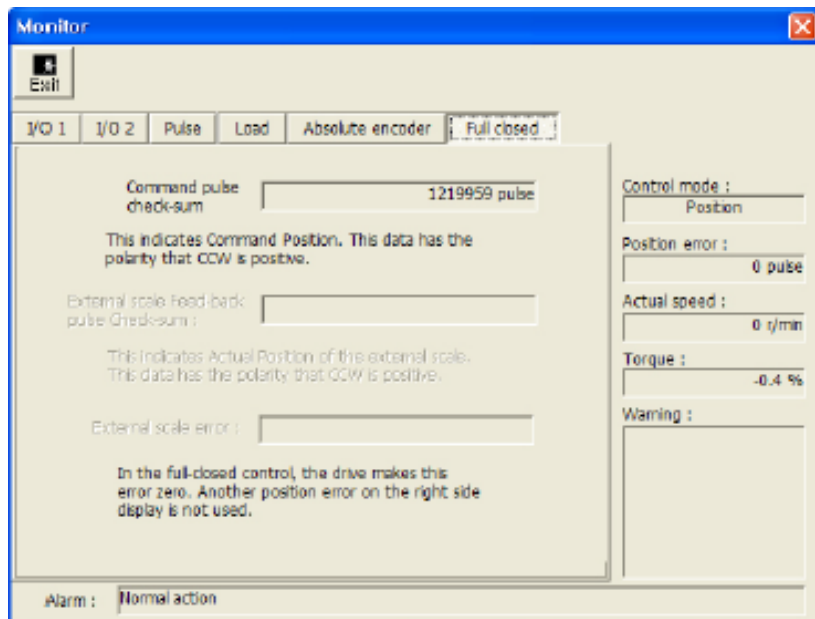 Monitor
Exit
I/O 1
I/O 2
Pulse
Load
Absolute encoder
Full closed
Command pulse
check-sum
1219959 pulse
This indicates Command Position. This data has the
polarity that CCW is positive.
External scale Feed-back
pulse Check-sum :
This indicates Actual Position of the external scale.
This data has the polarity that CCW is positive.
External scale error :
In the full-closed control, the drive makes this
error zero. Another position error on the right side
display is not used.
Control mode :
Position
Position error :
0 pulse
Actual speed :
0 r/min
Torque :
-0.4 %
Warning :
Alarm :
Normal action